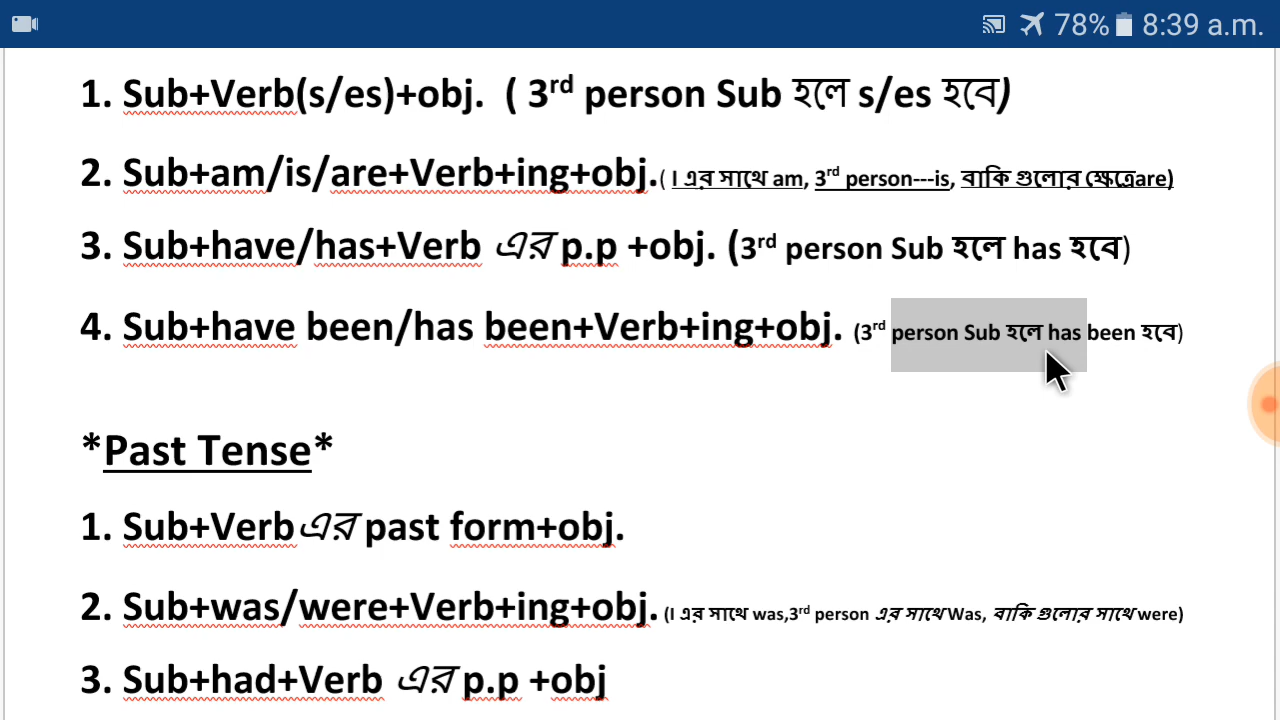 78% 8:39 a.m.
1. Sub+Verb(s/es)+obj. ( 3rd person Sub হলে s/es হবে)
2. Sub+am/is/are+Verb+ing+obj.( I এর সাথে am, 3rd person---is, বাকি গুলোর ক্ষেত্রেare)
3. Sub+have/has+Verb এর p.p +obj. (3rd person Sub হলে has হবে)
4. Sub+have been/has been+Verb+ing+obj. (3rd person Sub হলে has been হবে)
*Past Tense*
1. Sub+Verbএর past form+obj.
2. Sub+was/were+Verb+ing+obj. (I এর সাথে was,3rd person এর সাথে Was, বাকি গুলোর সাথে were)
3. Sub+had+Verb এর p.p +obj